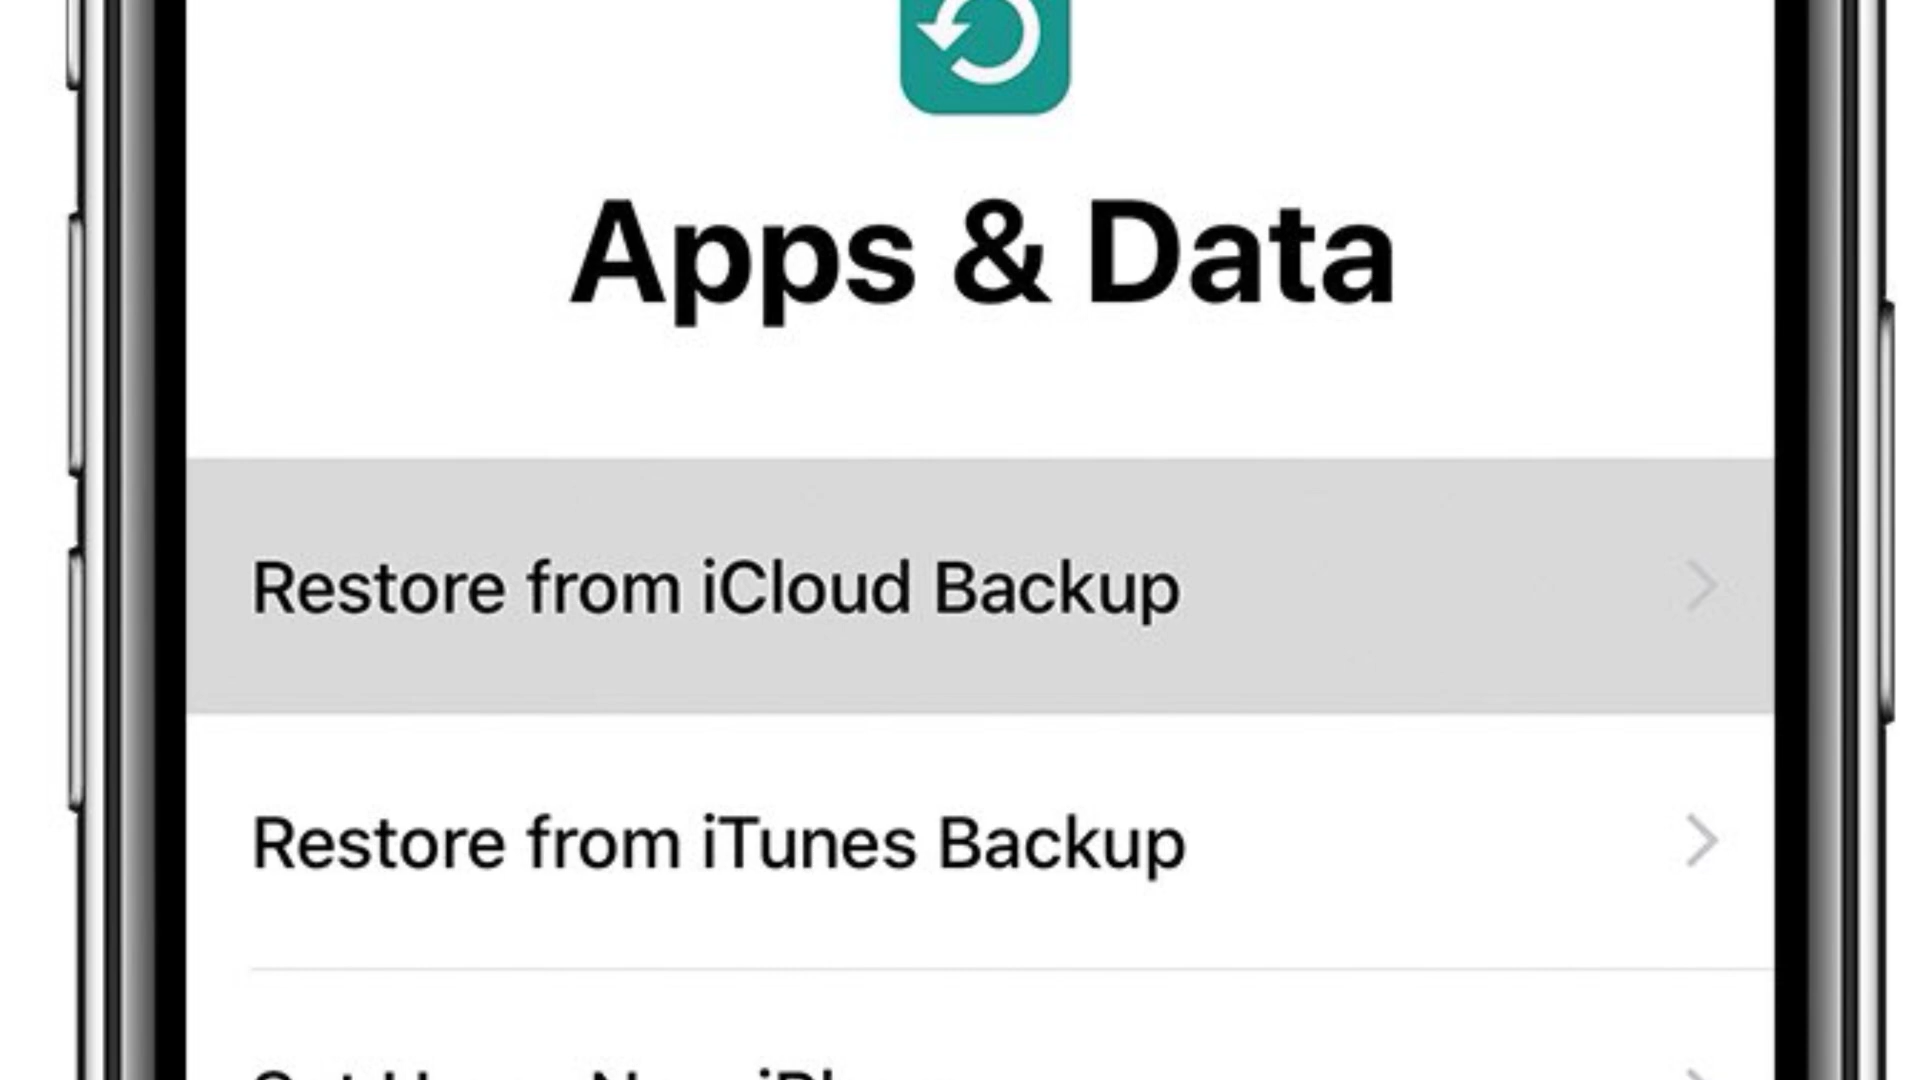 Apps & Data
Restore from iCloud Backup
Restore from iTunes Backup